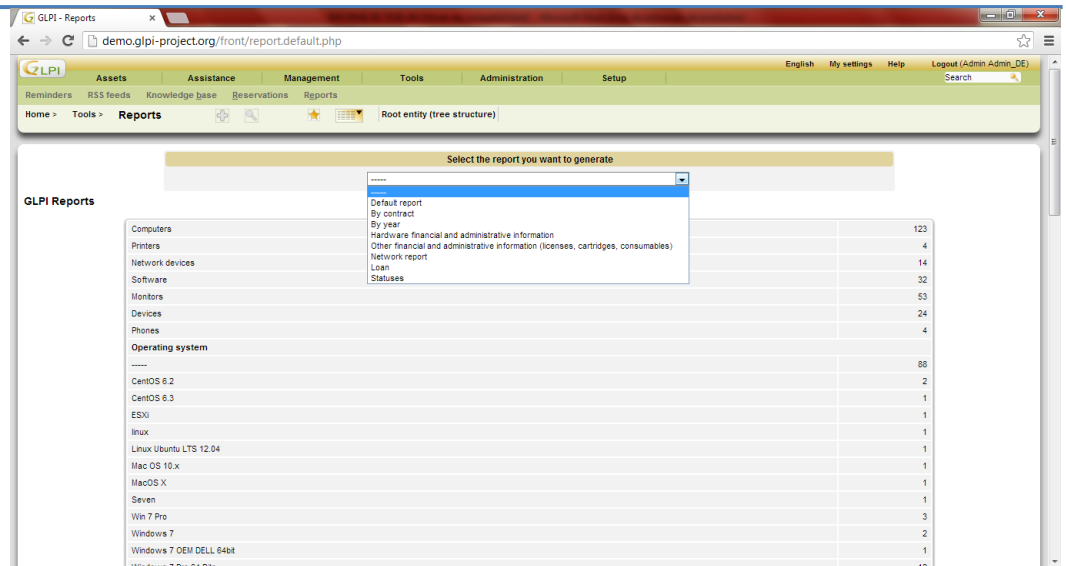 GLPI - Reports
demo.glpi-project.org/front/report.default.php
GLPI
English My settings Help Logout (Admin Admin_DE)
Assets Assistance Management Tools Administration Setup
Search
Reminders RSS feeds Knowledge base Reservations Reports
Home > Tools > Reports Root entity (tree structure)
Select the report you want to generate
-----
-----
Default report
By contract
By year
Hardware financial and administrative information
Other financial and administrative information (licenses, cartridges, consumables)
Network report
Loan
Statuses
GLPI Reports
Computers 123
Printers 4
Network devices 14
Software 32
Monitors 53
Devices 24
Phones 4
Operating system
----- 88
CentOS 6.2 2
CentOS 6.3 1
ESXi 1
linux 1
Linux Ubuntu LTS 12.04 1
Mac OS 10.x 1
MacOS X 1
Seven 1
Win 7 Pro 3
Windows 7 2
Windows 7 OEM DELL 64bit 1